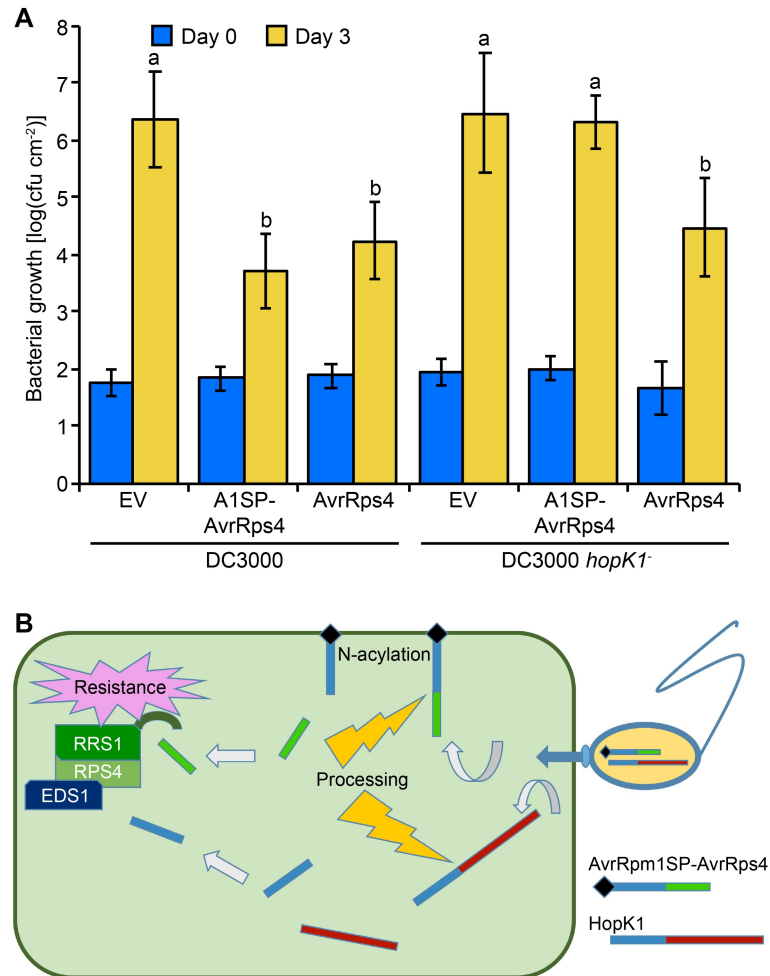 A
Bacterial growth [log(cfu cm⁻²)]
8
7
6
5
4
3
2
1
0
Day 0
Day 3
a
b
b
a
a
b
EV
A1SP-
AvrRps4
AvrRps4
EV
A1SP-
AvrRps4
AvrRps4
DC3000
DC3000 hopK1⁻
B
N-acylation
Resistance
RRS1
RPS4
EDS1
Processing
AvrRpm1SP-AvrRps4
HopK1